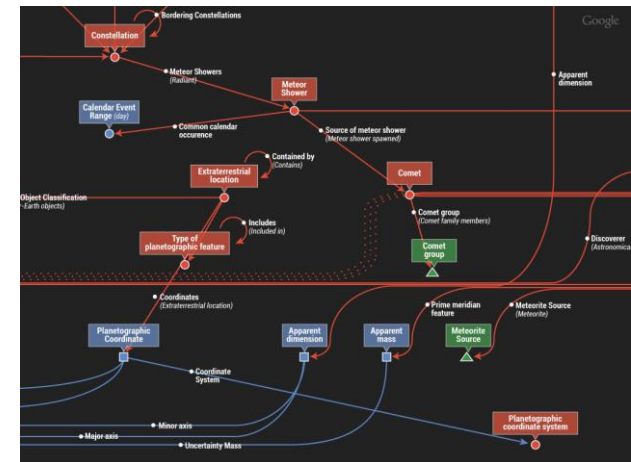 Bordering Constellations
Google
Constellation
Meteor Showers
(Radiant)
Apparent
dimension
Meteor
Shower
Calendar Event
Range (day)
Common calendar
occurence
Source of meteor shower
(Meteor shower spawned)
Contained by
(Contains)
Extraterrestrial
location
Comet
Object Classification
-Earth objects)
Comet group
(Comet family members)
Includes
(Included in)
Type of
planetographic feature
Comet
group
Discoverer
(Astronomica
Coordinates
(Extraterrestrial location)
Prime meridian
feature
Meteorite Source
(Meteorite)
Planetographic
Coordinate
Apparent
dimension
Apparent
mass
Meteorite
Source
Coordinate
System
Minor axis
Major axis
Uncertainty Mass
Planetographic
coordinate system